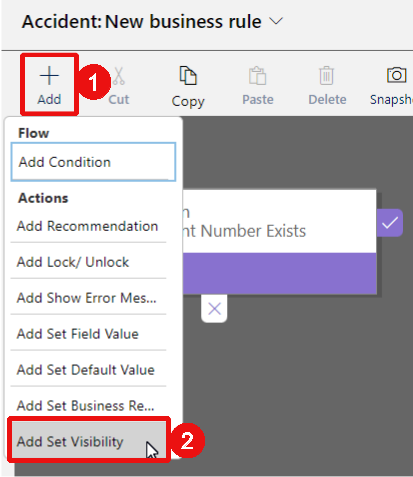 Accident: New business rule
1
Add
Cut
Copy
Paste
Delete
Snapsh
Flow
Add Condition
Actions
Add Recommendation
Add Lock/ Unlock
Add Show Error Mes...
Add Set Field Value
Add Set Default Value
Add Set Business Re...
Add Set Visibility
2
n
nt Number Exists